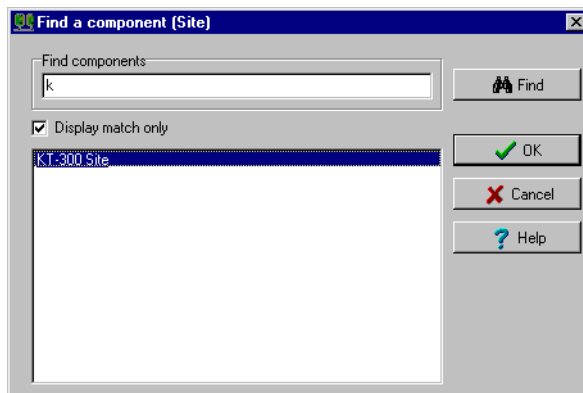 Find a component (Site)
Find components
k
Find
Display match only
KT-300 Site
OK
Cancel
Help